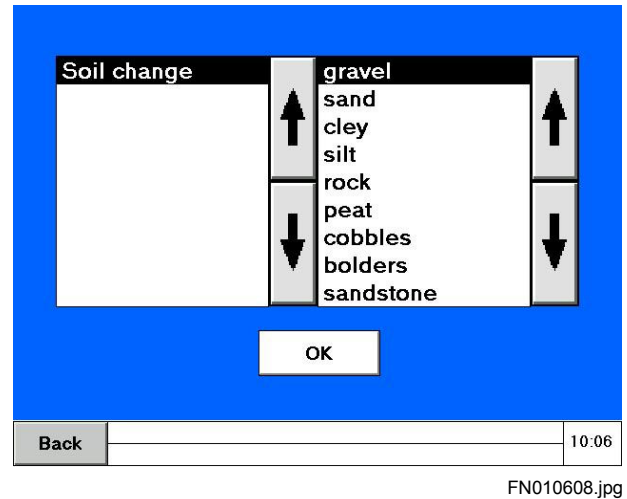 Soil change
gravel
sand
cley
silt
rock
peat
cobbles
bolders
sandstone
OK
Back
10:06
FN010608.jpg